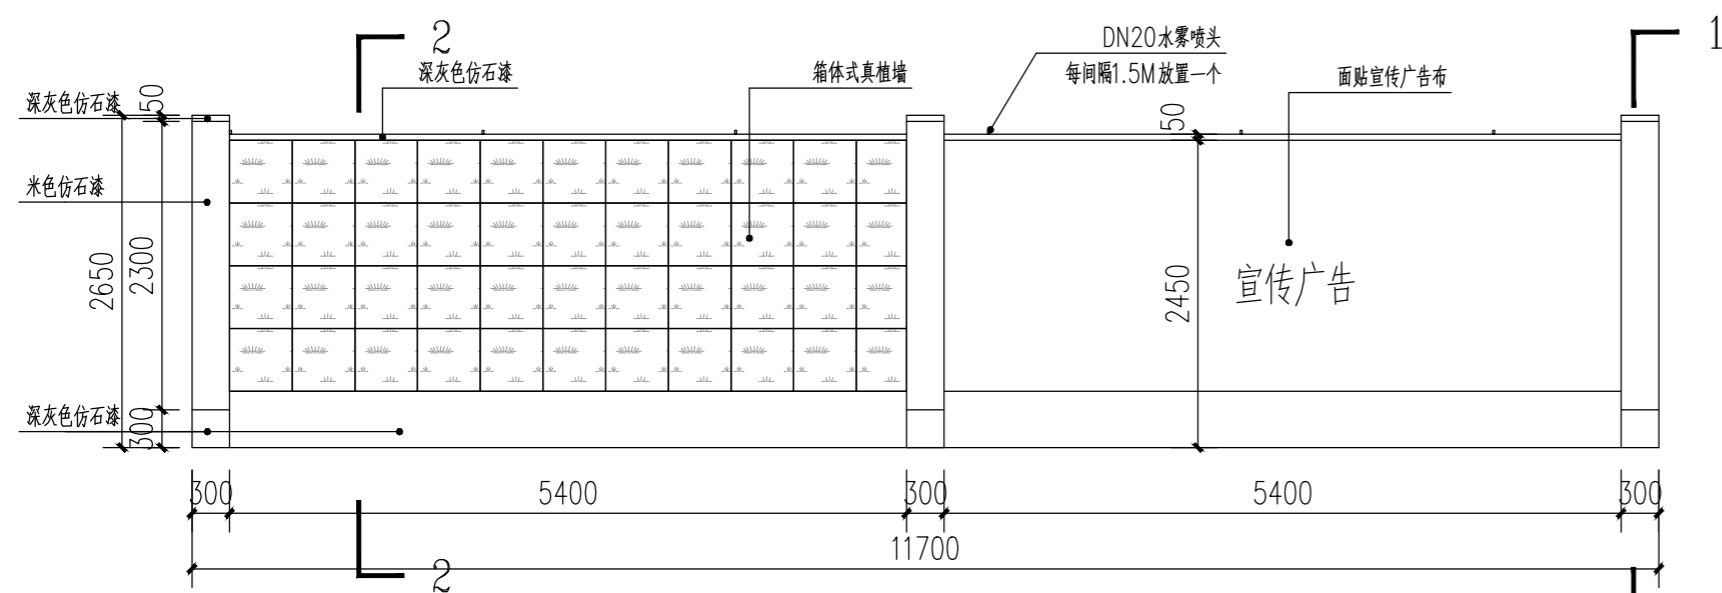 2
1
DN20水雾喷头
每间隔1.5M放置一个
深灰色仿石漆
箱体式真植墙
面贴宣传广告布
深灰色仿石漆
50
50
米色仿石漆
2650
2300
2450
宣传广告
深灰色仿石漆
300
300
5400
300
5400
300
11700
2